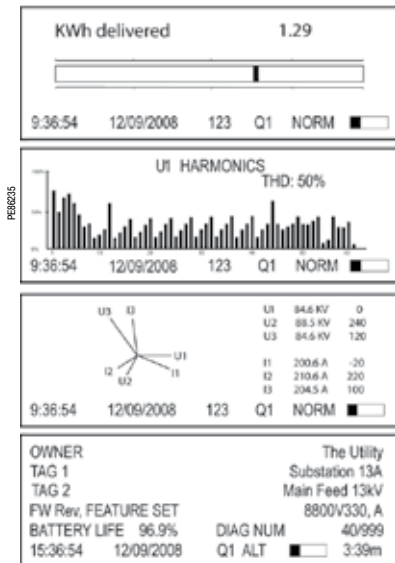 KWh delivered 1.29
9:36:54 12/09/2008 123 Q1 NORM
PE86235
U1 HARMONICS
THD: 50%
100%
50%
0%
9:36:54 12/09/2008 123 Q1 NORM
U3 I3
U1
I2
U2
I1
U1 84.6 KV 0
U2 88.5 KV 240
U3 84.6 KV 120
I1 200.6 A -20
I2 210.6 A 220
I3 204.5 A 100
9:36:54 12/09/2008 123 Q1 NORM
OWNER The Utility
TAG 1 Substation 13A
TAG 2 Main Feed 13kV
FW Rev, FEATURE SET 8800V330, A
BATTERY LIFE 96.9% DIAG NUM 40/999
15:36:54 12/09/2008 Q1 ALT 3:39m